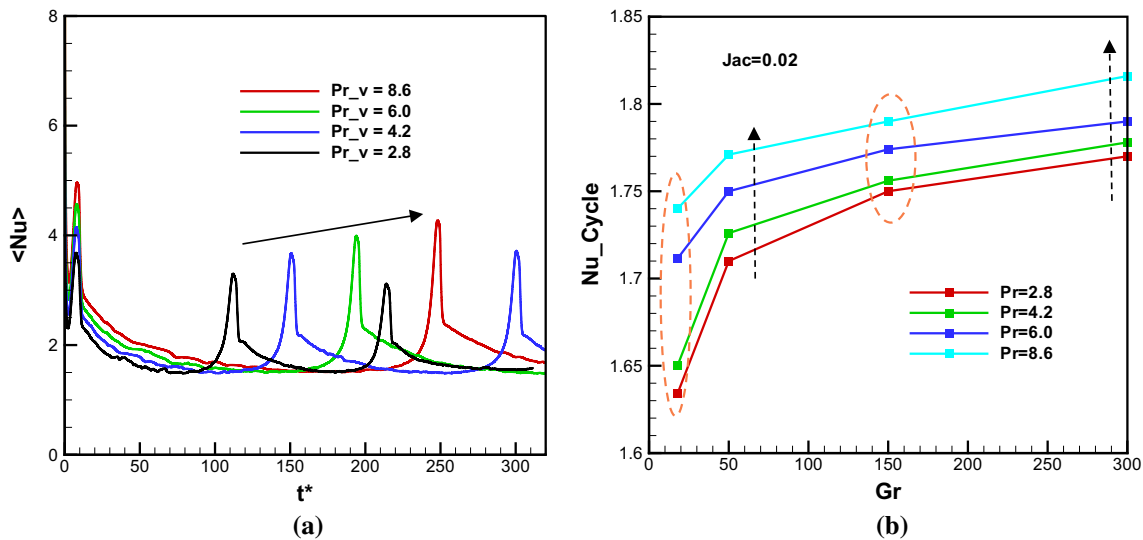 8
6
4
2
0
<Nu>
0
50
100
150
200
250
300
t*
Pr_v = 8.6
Pr_v = 6.0
Pr_v = 4.2
Pr_v = 2.8
(a)
1.85
1.8
1.75
1.7
1.65
1.6
Nu_Cycle
0
50
100
150
200
250
300
Gr
Jac=0.02
Pr=2.8
Pr=4.2
Pr=6.0
Pr=8.6
(b)